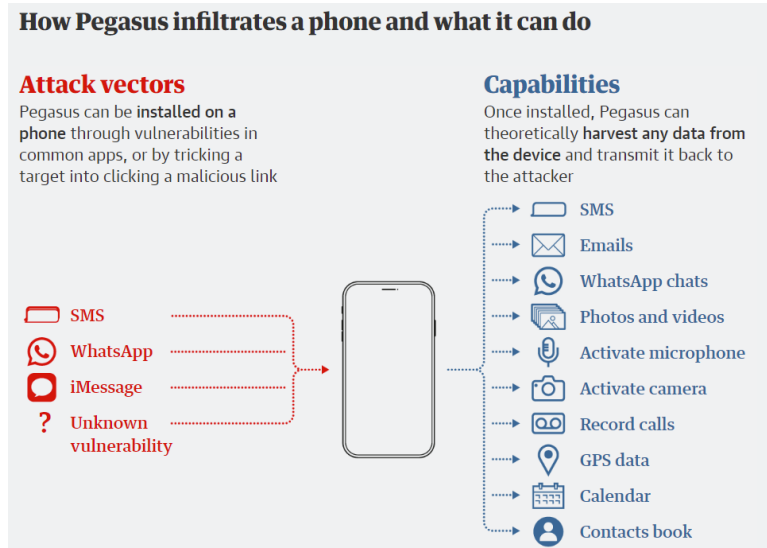 How Pegasus infiltrates a phone and what it can do
Attack vectors
Pegasus can be installed on a
phone through vulnerabilities in
common apps, or by tricking a
target into clicking a malicious link
SMS
WhatsApp
iMessage
?
Unknown
vulnerability
Capabilities
Once installed, Pegasus can
theoretically harvest any data from
the device and transmit it back to
the attacker
SMS
Emails
WhatsApp chats
Photos and videos
Activate microphone
Activate camera
Record calls
GPS data
Calendar
Contacts book